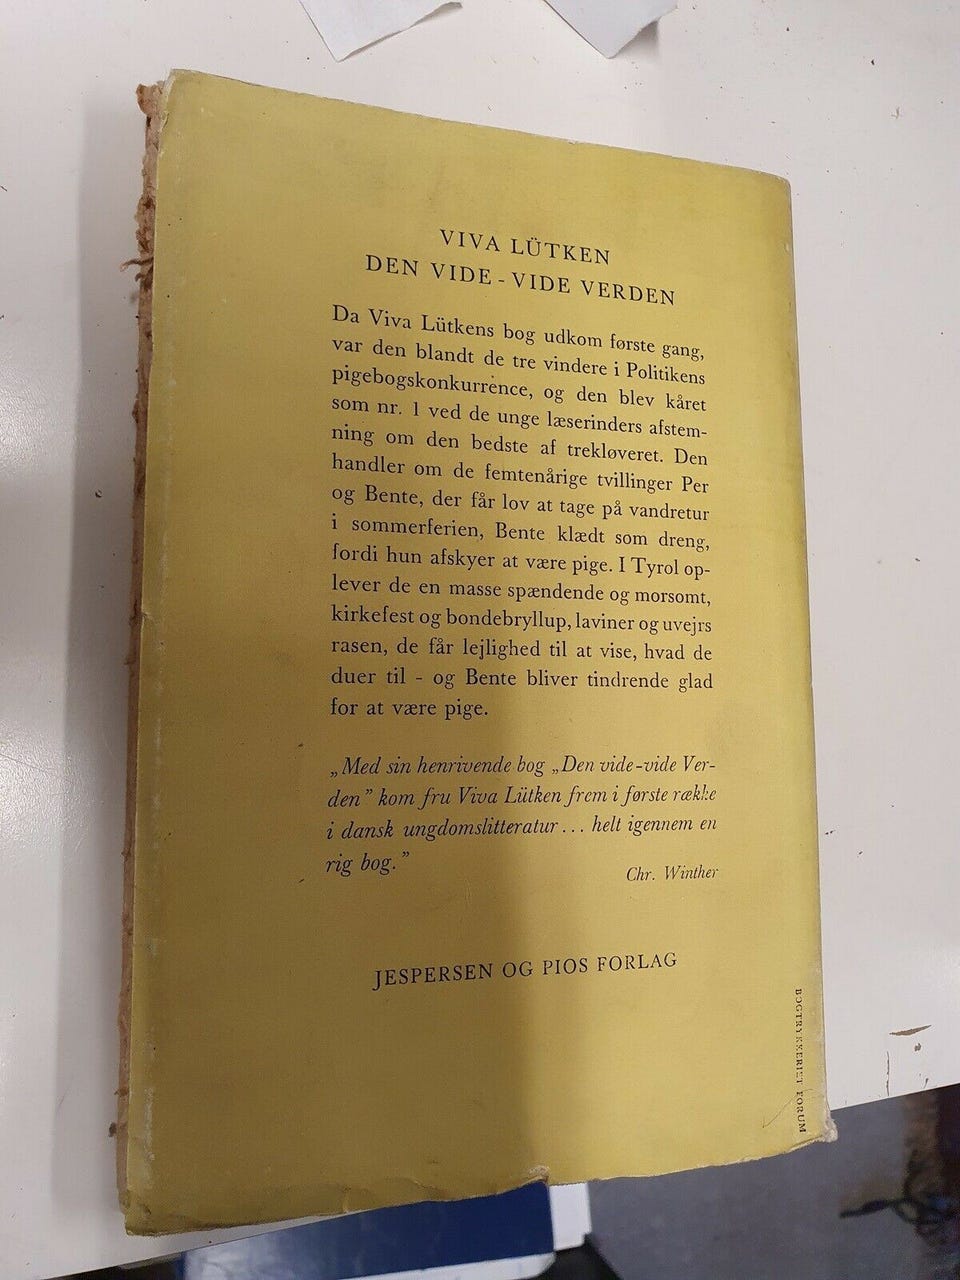 VIVA LÜTKEN
DEN VIDE - VIDE VERDEN
Da Viva Lütkens bog udkom første gang,
var den blandt de tre vindere i Politikens
pigebogskonkurrence, og den blev kåret
som nr. 1 ved de unge læserinders afstem-
ning om den bedste af trekløveret. Den
handler om de femtenårige tvillinger Per
og Bente, der får lov at tage på vandretur
i sommerferien, Bente klædt som dreng,
fordi hun afskyer at være pige. I Tyrol op-
lever de en masse spændende og morsomt,
kirkefest og bondebryllup, laviner og uvejrs
rasen, de får lejlighed til at vise, hvad de
duer til - og Bente bliver tindrende glad
for at være pige.
„Med sin henrivende bog „Den vide-vide Ver-
den” kom fru Viva Lütken frem i første række
i dansk ungdomslitteratur... helt igennem en
rig bog.”
Chr. Winther
JESPERSEN OG PIOS FORLAG
BOGTRYKKERIET FORUM